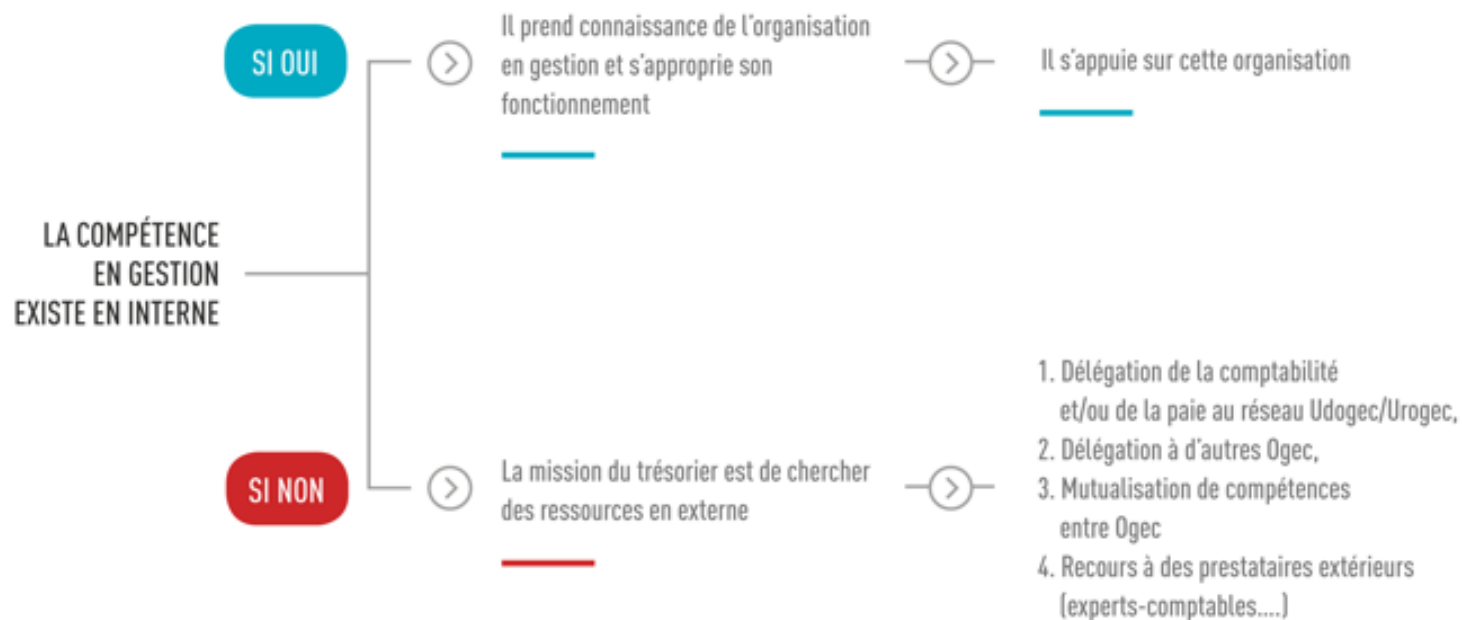 SI OUI
Il prend connaissance de l'organisation
en gestion et s'approprie son
fonctionnement
Il s'appuie sur cette organisation
LA COMPÉTENCE
EN GESTION
EXISTE EN INTERNE
SI NON
La mission du trésorier est de chercher
des ressources en externe
1. Délégation de la comptabilité
et/ou de la paie au réseau Udogec/Urogec,
2. Délégation à d'autres Ogec,
3. Mutualisation de compétences
entre Ogec
4. Recours à des prestataires extérieurs
(experts-comptables....)